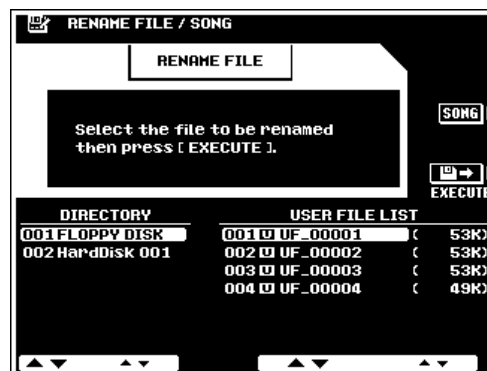 RENAME FILE / SONG
RENAME FILE
SONG
Select the file to be renamed
then press [ EXECUTE ].
EXECUTE
DIRECTORY
USER FILE LIST
001 FLOPPY DISK
002 HardDisk 001
001 U UF_00001 ( 53K)
002 U UF_00002 ( 53K)
003 U UF_00003 ( 53K)
004 U UF_00004 ( 49K)